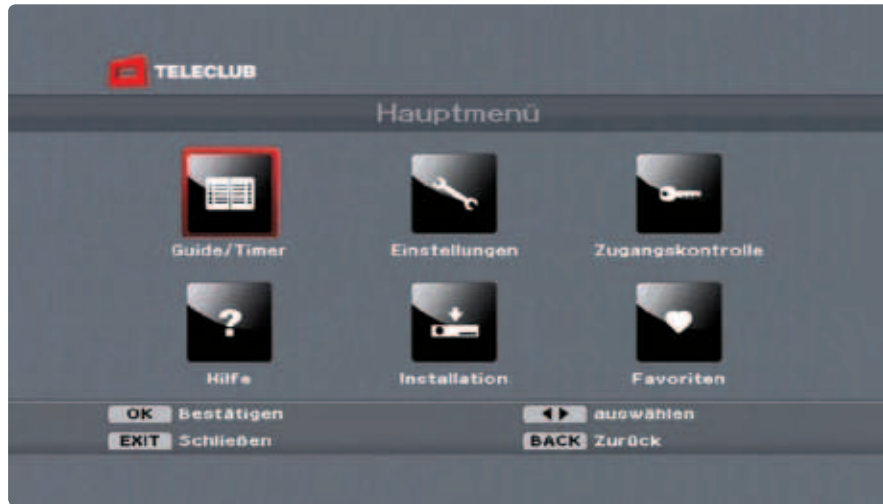 TELECLUB
Hauptmenü
Guide/Timer
Einstellungen
Zugangskontrolle
?
Hilfe
Installation
Favoriten
OK Bestätigen
◀▶ auswählen
EXIT Schließen
BACK Zurück